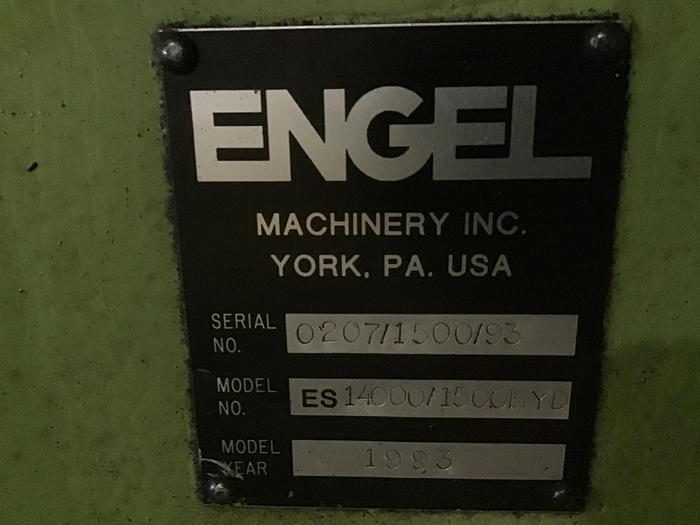 ENGEL
MACHINERY INC.
YORK, PA. USA
SERIAL NO. 0207/1500/93
MODEL NO. ES 14000/1500HYD
MODEL YEAR 1993